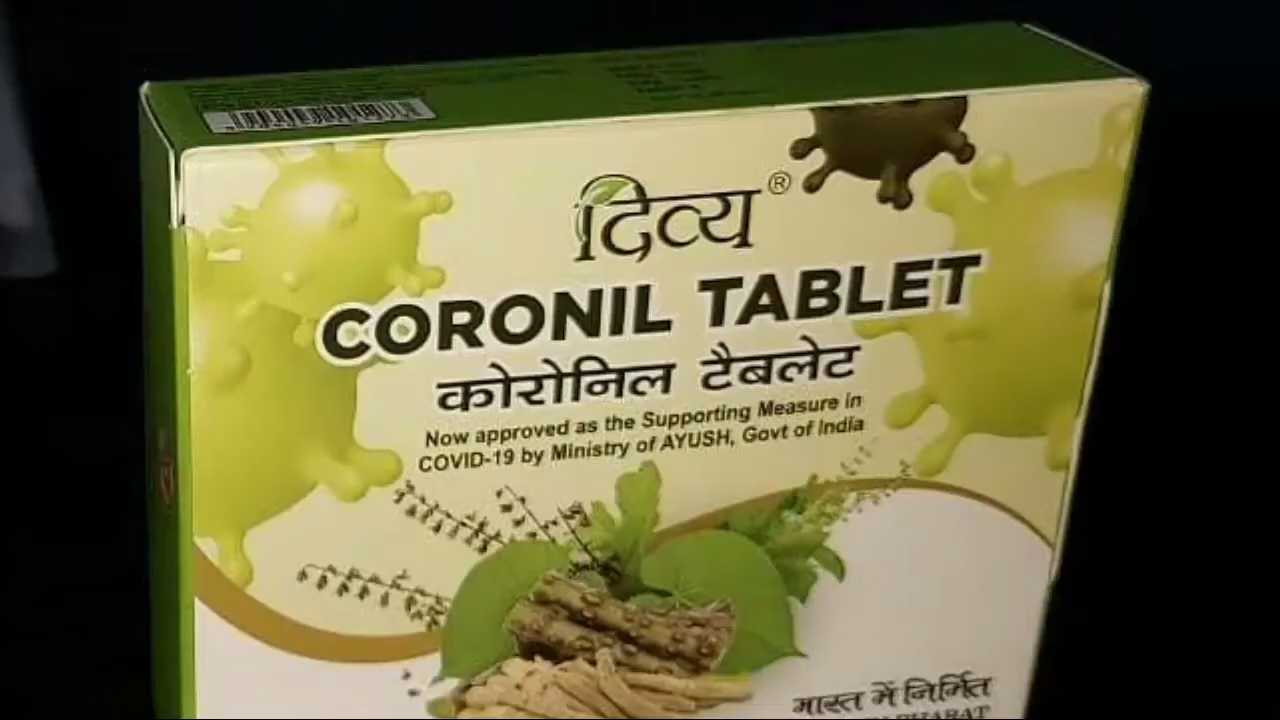 दिव्य®
CORONIL TABLET
कोरोनिल टैबलेट
Now approved as the Supporting Measure in
COVID-19 by Ministry of AYUSH, Govt of India
भारत में निर्मित
BHARAT